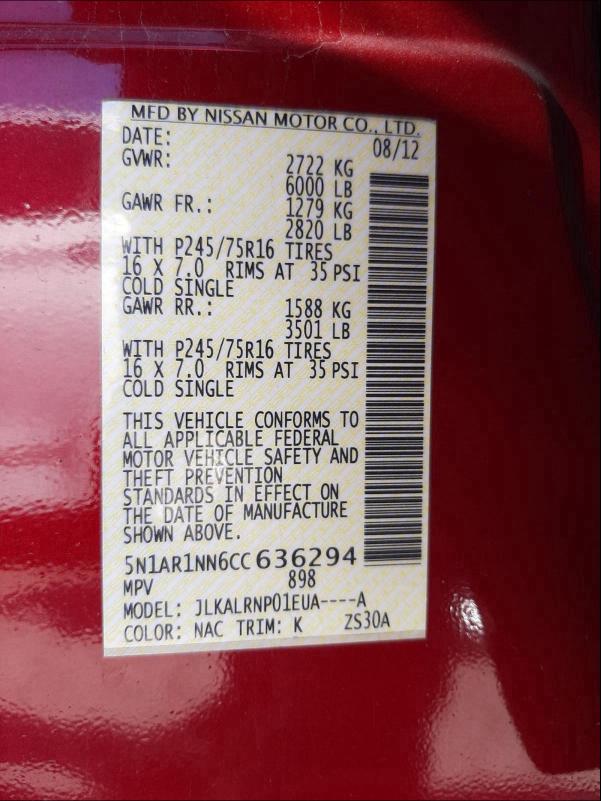 MFD BY NISSAN MOTOR CO., LTD.
DATE: 08/12
GVWR: 2722 KG
6000 LB
GAWR FR.: 1279 KG
2820 LB
WITH P245/75R16 TIRES
16 X 7.0 RIMS AT 35 PSI
COLD SINGLE
GAWR RR.: 1588 KG
3501 LB
WITH P245/75R16 TIRES
16 X 7.0 RIMS AT 35 PSI
COLD SINGLE
THIS VEHICLE CONFORMS TO
ALL APPLICABLE FEDERAL
MOTOR VEHICLE SAFETY AND
THEFT PREVENTION
STANDARDS IN EFFECT ON
THE DATE OF MANUFACTURE
SHOWN ABOVE.
5N1AR1NN6CC636294
MPV 898
MODEL: JLKALRNP01EUA----A
COLOR: NAC TRIM: K ZS30A